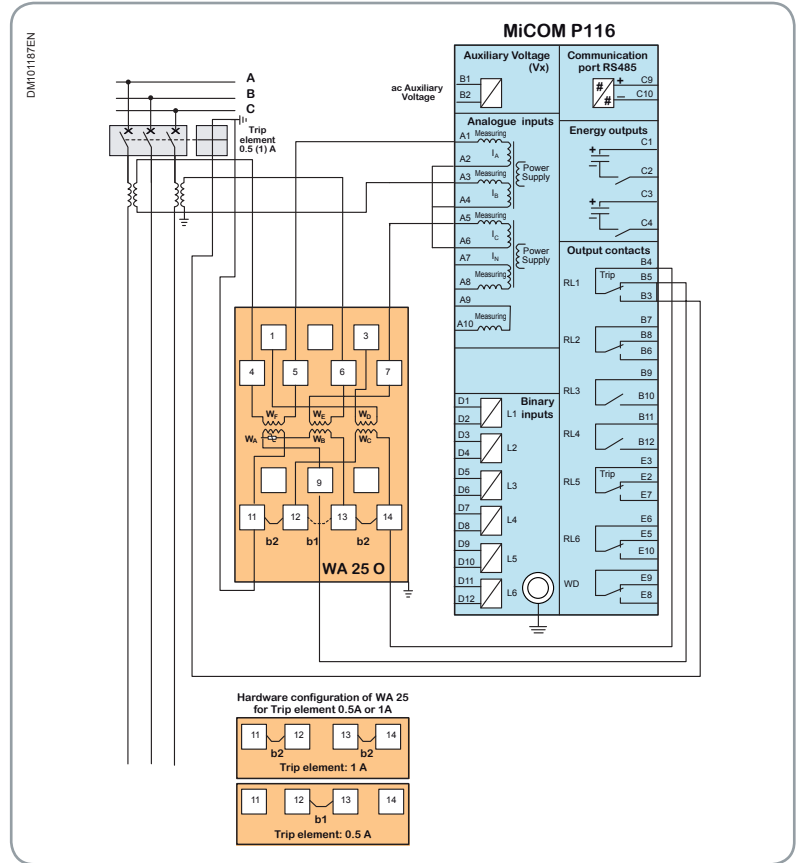 DM101187EN
MiCOM P116
A
B
C
Trip
element
0.5 (1) A
ac Auxiliary
Voltage
Auxiliary Voltage
(Vx)
B1
B2
Communication
port RS485
#
#
+
–
C9
C10
Analogue inputs
A1 Measuring
A2
IA
A3 Measuring
IB
A4
Power
Supply
A5 Measuring
IC
A6
A7
IN
A8
Measuring
Power
Supply
A9
Measuring
A10
Energy outputs
C1
+
–
C2
C3
+
–
C4
Output contacts
B4
RL1
Trip
B5
B3
B7
RL2
B8
B6
B9
RL3
B10
B11
RL4
B12
E3
RL5
Trip
E2
E7
E6
RL6
E5
E10
WD
E9
E8
Binary
inputs
D1
D2
L1
D3
D4
L2
D5
D6
L3
D7
D8
L4
D9
D10
L5
D11
D12
L6
1
3
4
5
6
7
WF
WE
WD
WA
WB
WC
9
11
12
13
14
b2
b1
b2
WA 25 O
Hardware configuration of WA 25
for Trip element 0.5A or 1A
11
12
13
14
b2
b2
Trip element: 1 A
11
12
13
14
b1
Trip element: 0.5 A